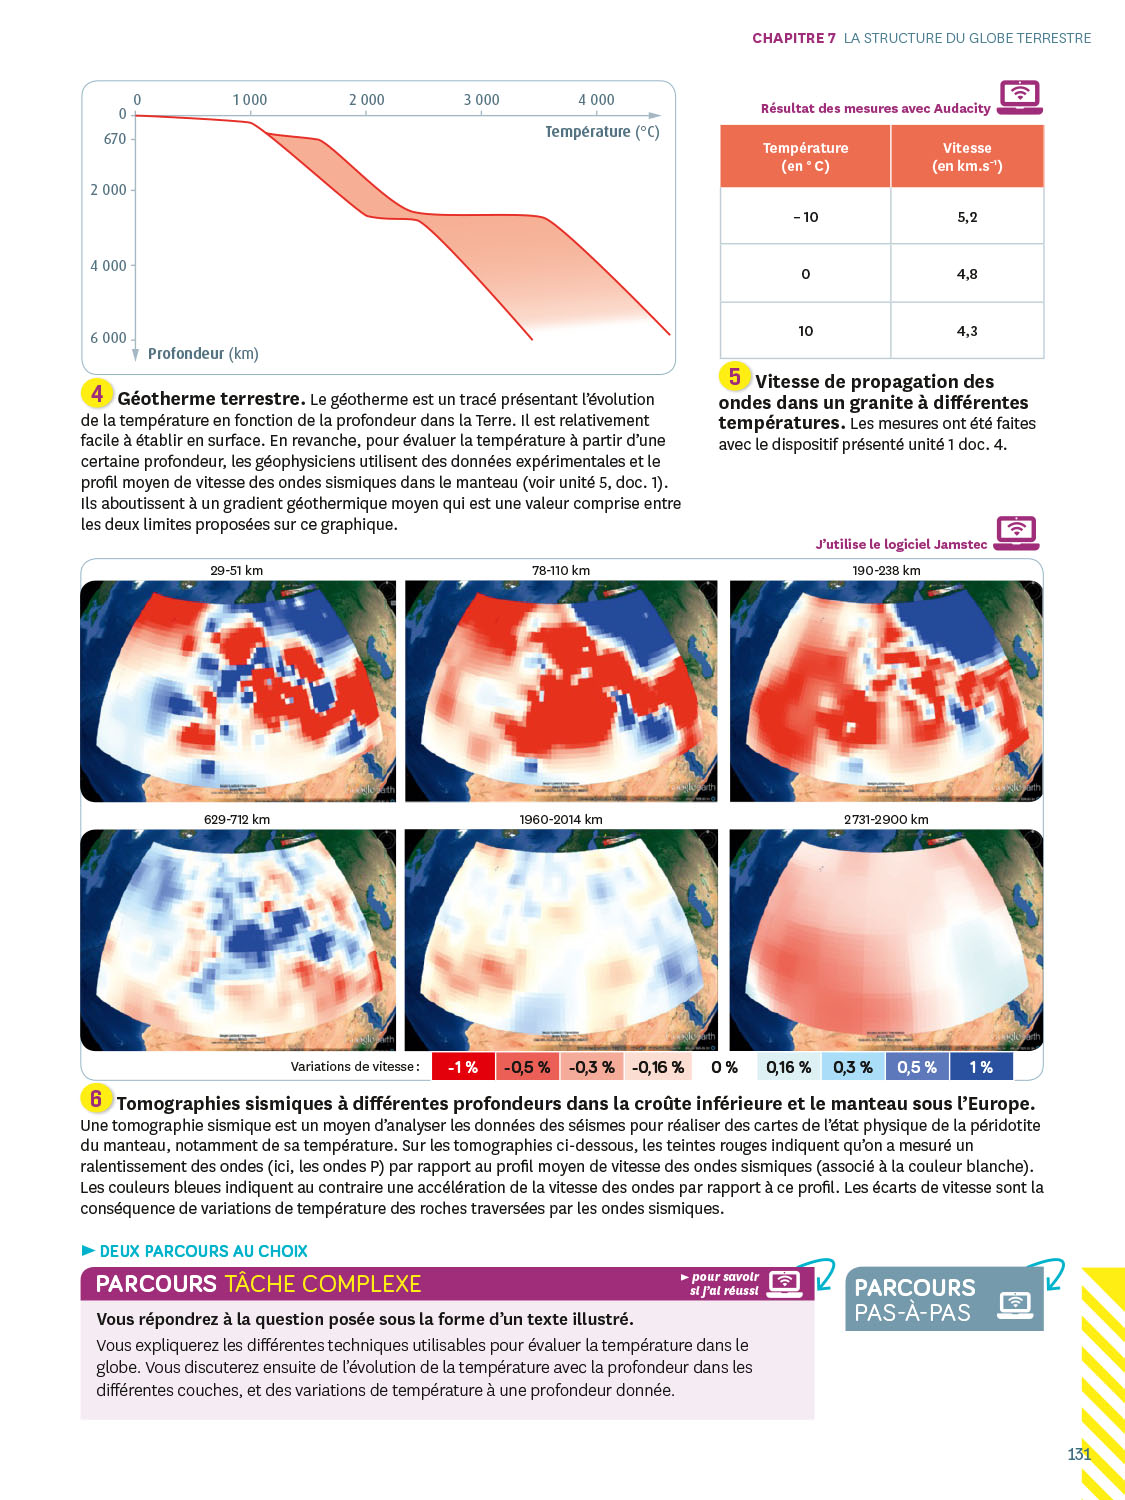 CHAPITRE 7 LA STRUCTURE DU GLOBE TERRESTRE
0 1 000 2 000 3 000 4 000
0
Température (°C)
670
2 000
4 000
6 000
Profondeur (km)
4 Géotherme terrestre. Le géotherme est un tracé présentant l’évolution
de la température en fonction de la profondeur dans la Terre. Il est relativement
facile à établir en surface. En revanche, pour évaluer la température à partir d’une
certaine profondeur, les géophysiciens utilisent des données expérimentales et le
profil moyen de vitesse des ondes sismiques dans le manteau (voir unité 5, doc. 1).
Ils aboutissent à un gradient géothermique moyen qui est une valeur comprise entre
les deux limites proposées sur ce graphique.
Résultat des mesures avec Audacity
Température Vitesse
(en ° C) (en km.s⁻¹)
– 10 5,2
0 4,8
10 4,3
5 Vitesse de propagation des
ondes dans un granite à différentes
températures. Les mesures ont été faites
avec le dispositif présenté unité 1 doc. 4.
J’utilise le logiciel Jamstec
29-51 km 78-110 km 190-238 km
629-712 km 1960-2014 km 2731-2900 km
Variations de vitesse : -1 % -0,5 % -0,3 % -0,16 % 0 % 0,16 % 0,3 % 0,5 % 1 %
6 Tomographies sismiques à différentes profondeurs dans la croûte inférieure et le manteau sous l’Europe.
Une tomographie sismique est un moyen d’analyser les données des séismes pour réaliser des cartes de l’état physique de la péridotite
du manteau, notamment de sa température. Sur les tomographies ci-dessous, les teintes rouges indiquent qu’on a mesuré un
ralentissement des ondes (ici, les ondes P) par rapport au profil moyen de vitesse des ondes sismiques (associé à la couleur blanche).
Les couleurs bleues indiquent au contraire une accélération de la vitesse des ondes par rapport à ce profil. Les écarts de vitesse sont la
conséquence de variations de température des roches traversées par les ondes sismiques.
► DEUX PARCOURS AU CHOIX
PARCOURS TÂCHE COMPLEXE
► pour savoir
si j’ai réussi
Vous répondrez à la question posée sous la forme d’un texte illustré.
Vous expliquerez les différentes techniques utilisables pour évaluer la température dans le
globe. Vous discuterez ensuite de l’évolution de la température avec la profondeur dans les
différentes couches, et des variations de température à une profondeur donnée.
PARCOURS
PAS-À-PAS
131